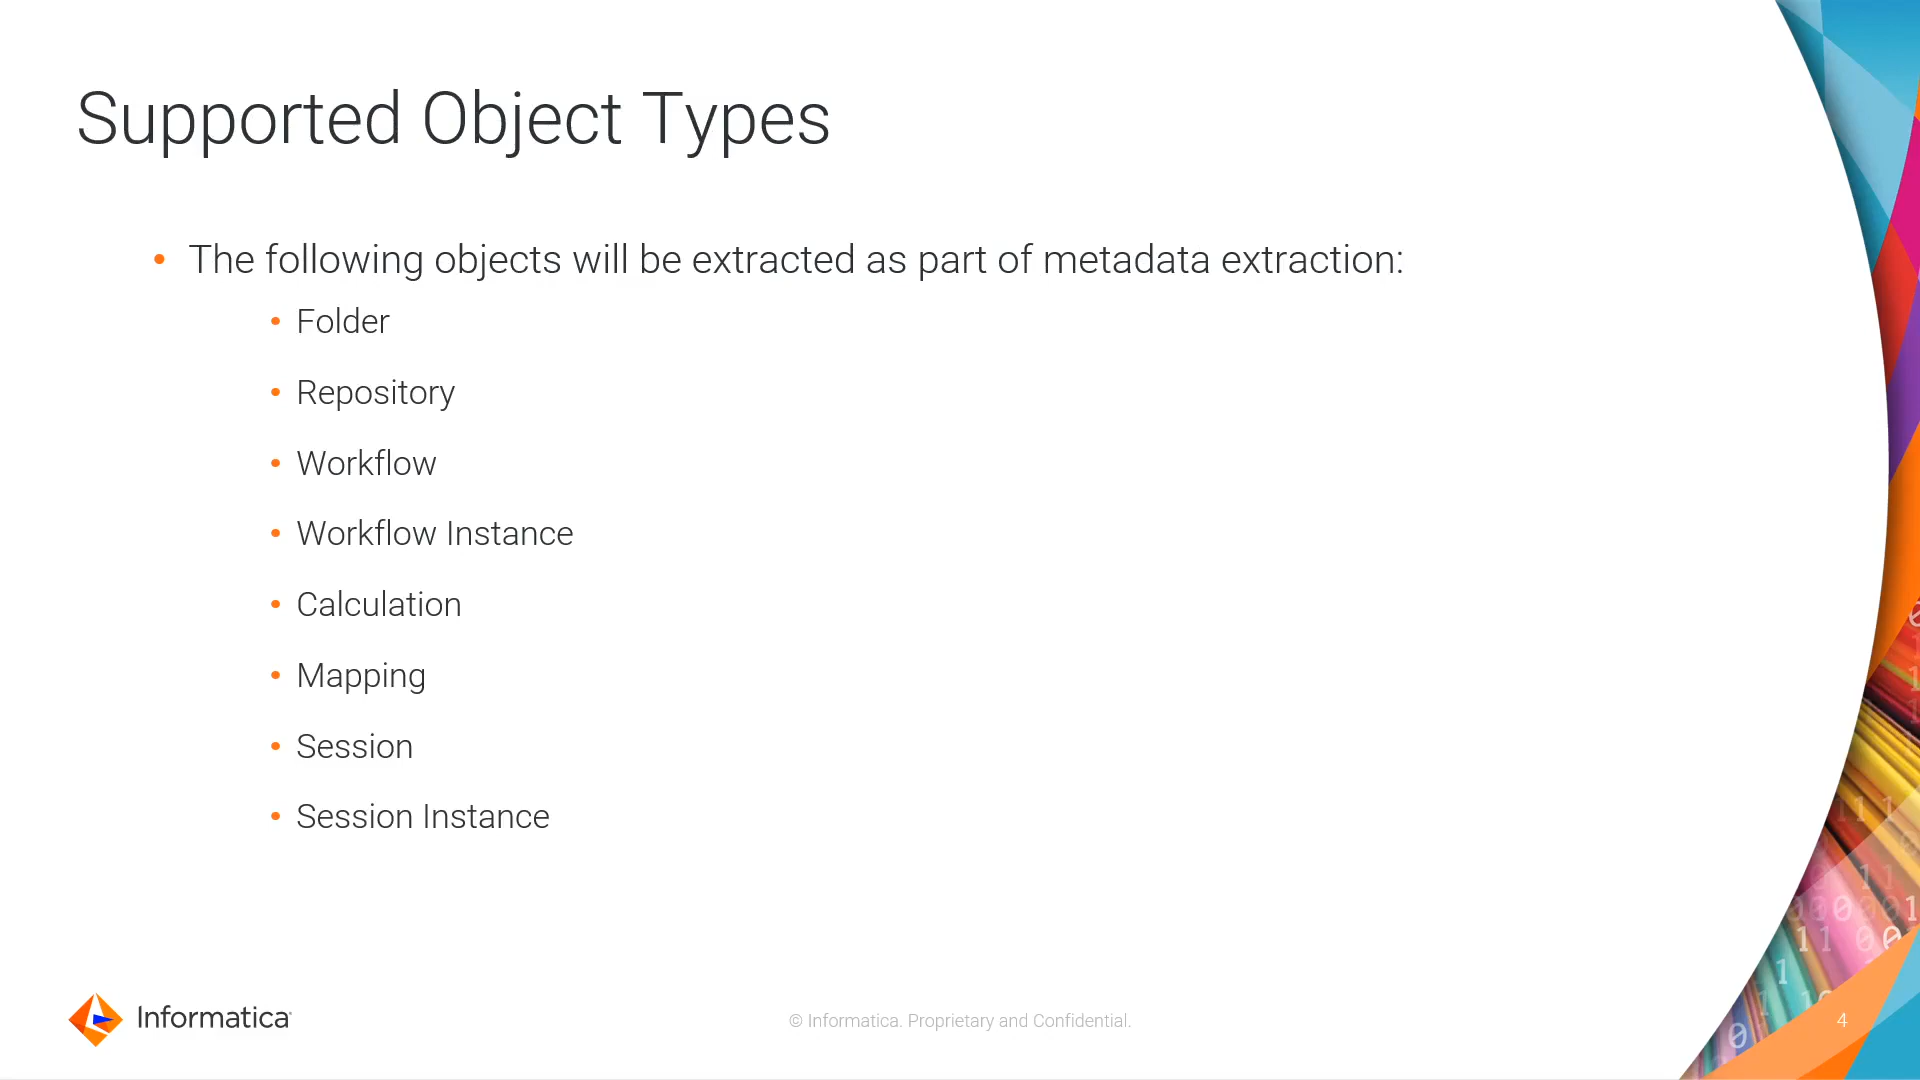 Supported Object Types
• The following objects will be extracted as part of metadata extraction:
• Folder
• Repository
• Workflow
• Workflow Instance
• Calculation
• Mapping
• Session
• Session Instance
Informatica
© Informatica. Proprietary and Confidential.
4